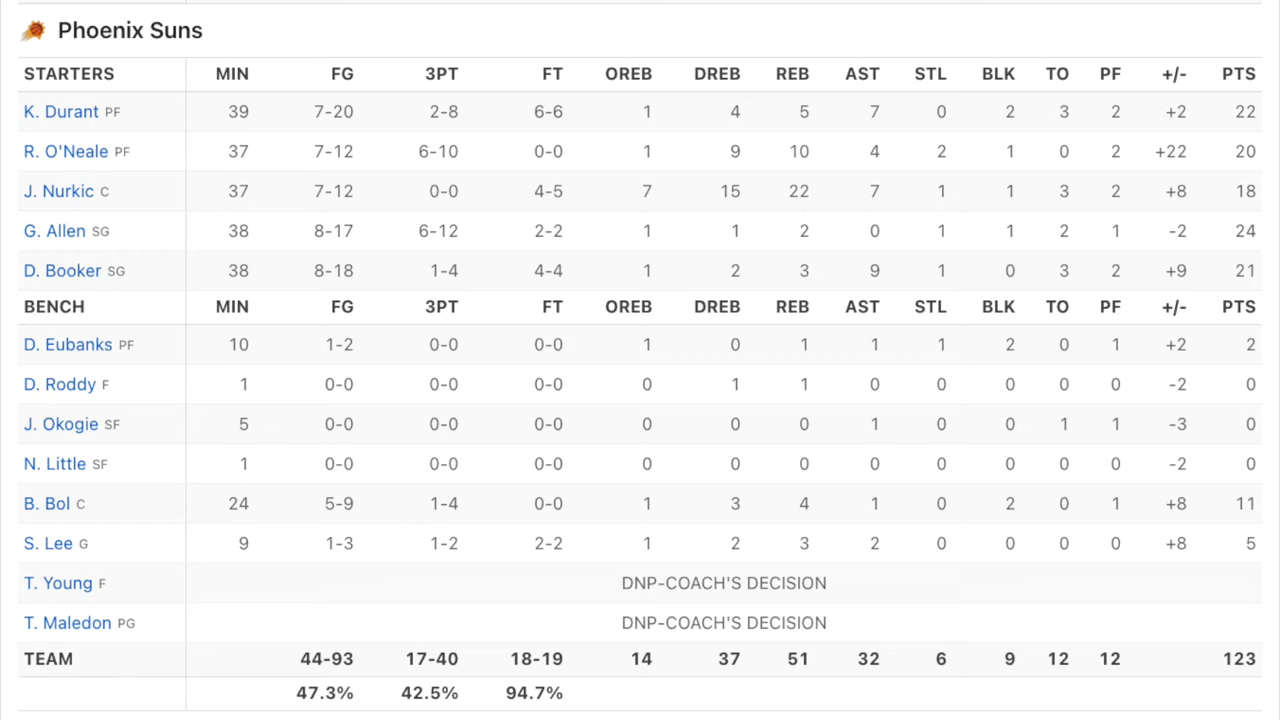 Phoenix Suns
STARTERS MIN FG 3PT FT OREB DREB REB AST STL BLK TO PF +/- PTS
K. Durant PF 39 7-20 2-8 6-6 1 4 5 7 0 2 3 2 +2 22
R. O'Neale PF 37 7-12 6-10 0-0 1 9 10 4 2 1 0 2 +22 20
J. Nurkic C 37 7-12 0-0 4-5 7 15 22 7 1 1 3 2 +8 18
G. Allen SG 38 8-17 6-12 2-2 1 1 2 0 1 1 2 1 -2 24
D. Booker SG 38 8-18 1-4 4-4 1 2 3 9 1 0 3 2 +9 21
BENCH MIN FG 3PT FT OREB DREB REB AST STL BLK TO PF +/- PTS
D. Eubanks PF 10 1-2 0-0 0-0 1 0 1 1 1 2 0 1 +2 2
D. Roddy F 1 0-0 0-0 0-0 0 1 1 0 0 0 0 0 -2 0
J. Okogie SF 5 0-0 0-0 0-0 0 0 0 1 0 0 1 1 -3 0
N. Little SF 1 0-0 0-0 0-0 0 0 0 0 0 0 0 0 -2 0
B. Bol C 24 5-9 1-4 0-0 1 3 4 1 0 2 0 1 +8 11
S. Lee G 9 1-3 1-2 2-2 1 2 3 2 0 0 0 0 +8 5
T. Young F DNP-COACH'S DECISION
T. Maledon PG DNP-COACH'S DECISION
TEAM 44-93 17-40 18-19 14 37 51 32 6 9 12 12 123
47.3% 42.5% 94.7%